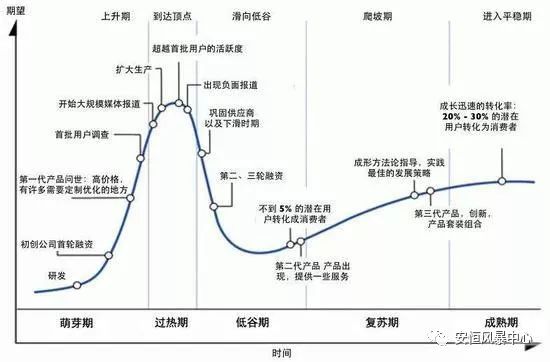 期望
上升期
到达顶点
滑向低谷
爬坡期
进入平稳期
超越首批用户的活跃度
扩大生产
出现负面报道
开始大规模媒体报道
巩固供应商
以及下滑时期
首批用户调查
第一代产品问世：高价格，
有许多需要定制优化的地方
第二、三轮融资
初创公司首轮融资
研发
不到 5% 的潜在用
户转化成消费者
第二代产品 产品出
现，提供一些服务
成形方法论指导，实践
最佳的发展策略
第三代产品，创新，
产品套装组合
成长迅速的转化率：
20% - 30% 的潜在
用户转化为消费者
萌芽期
过热期
低谷期
复苏期
成熟期
时间
安恒风暴中心